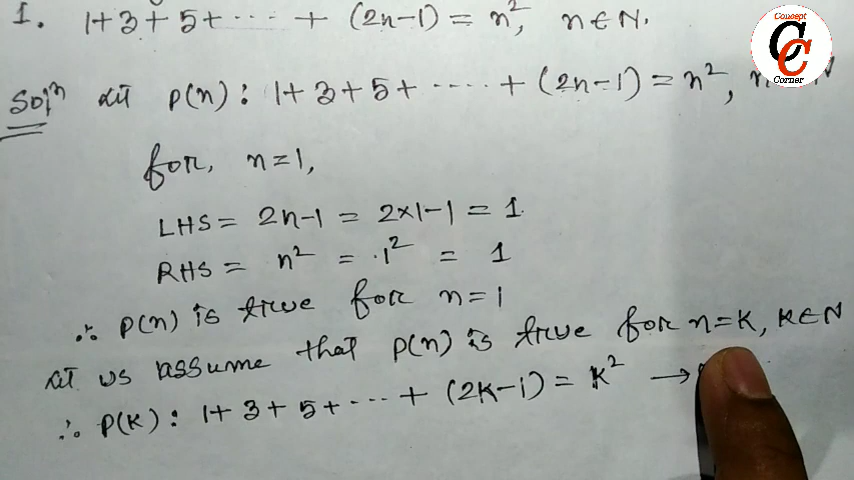 1. 1+3+5+ ··· + (2n-1) = n², n∈N.
Concept
CC
Corner
Solⁿ Let P(n): 1+3+5+ ····· + (2n-1) = n², n N
for, n=1,
LHS = 2n-1 = 2×1-1 = 1.
RHS = n² = 1² = 1
∴ P(n) is true for n=1
Let us assume that P(n) is true for n=K, K∈N
∴ P(K): 1+3+5+ ··· + (2K-1) = K² →